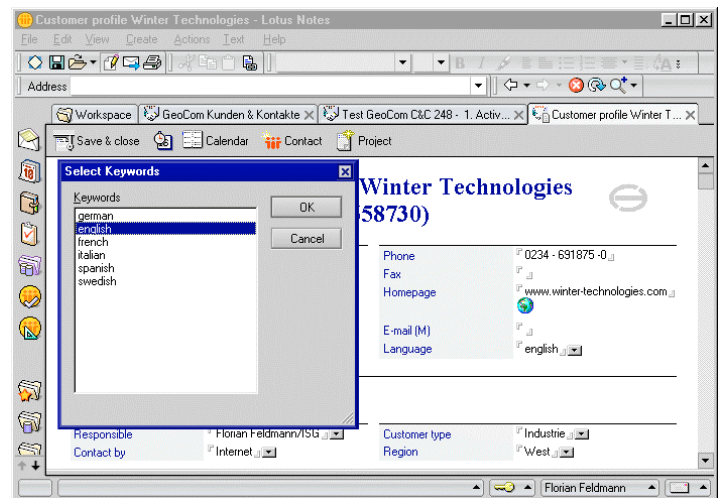 Customer profile Winter Technologies - Lotus Notes
File Edit View Create Actions Text Help
Address
Workspace GeoCom Kunden & Kontakte Test GeoCom C&C 248 - 1. Activ... Customer profile Winter T...
Save & close Calendar Contact Project
Select Keywords
Keywords
german
english
french
italian
spanish
swedish
OK
Cancel
Winter Technologies
58730)
Phone 0234 - 691875 -0
Fax
Homepage www.winter-technologies.com
E-mail (M)
Language english
Responsible Florian Feldmann/ISG Customer type Industrie
Contact by Internet Region West
Florian Feldmann